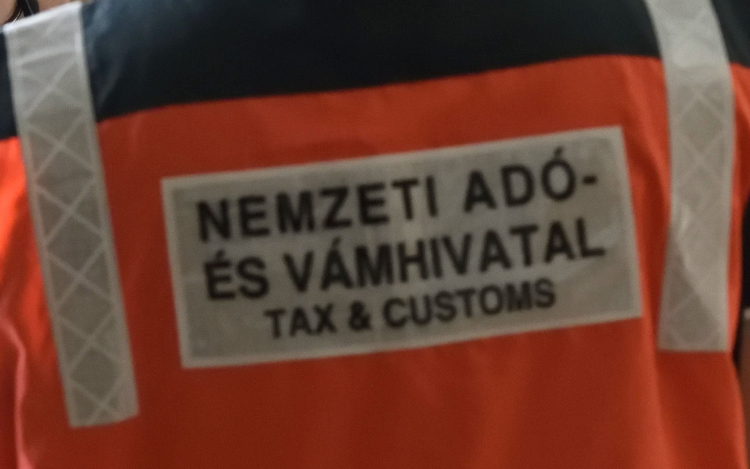 NEMZETI ADÓ-
ÉS VÁMHIVATAL
TAX & CUSTOMS